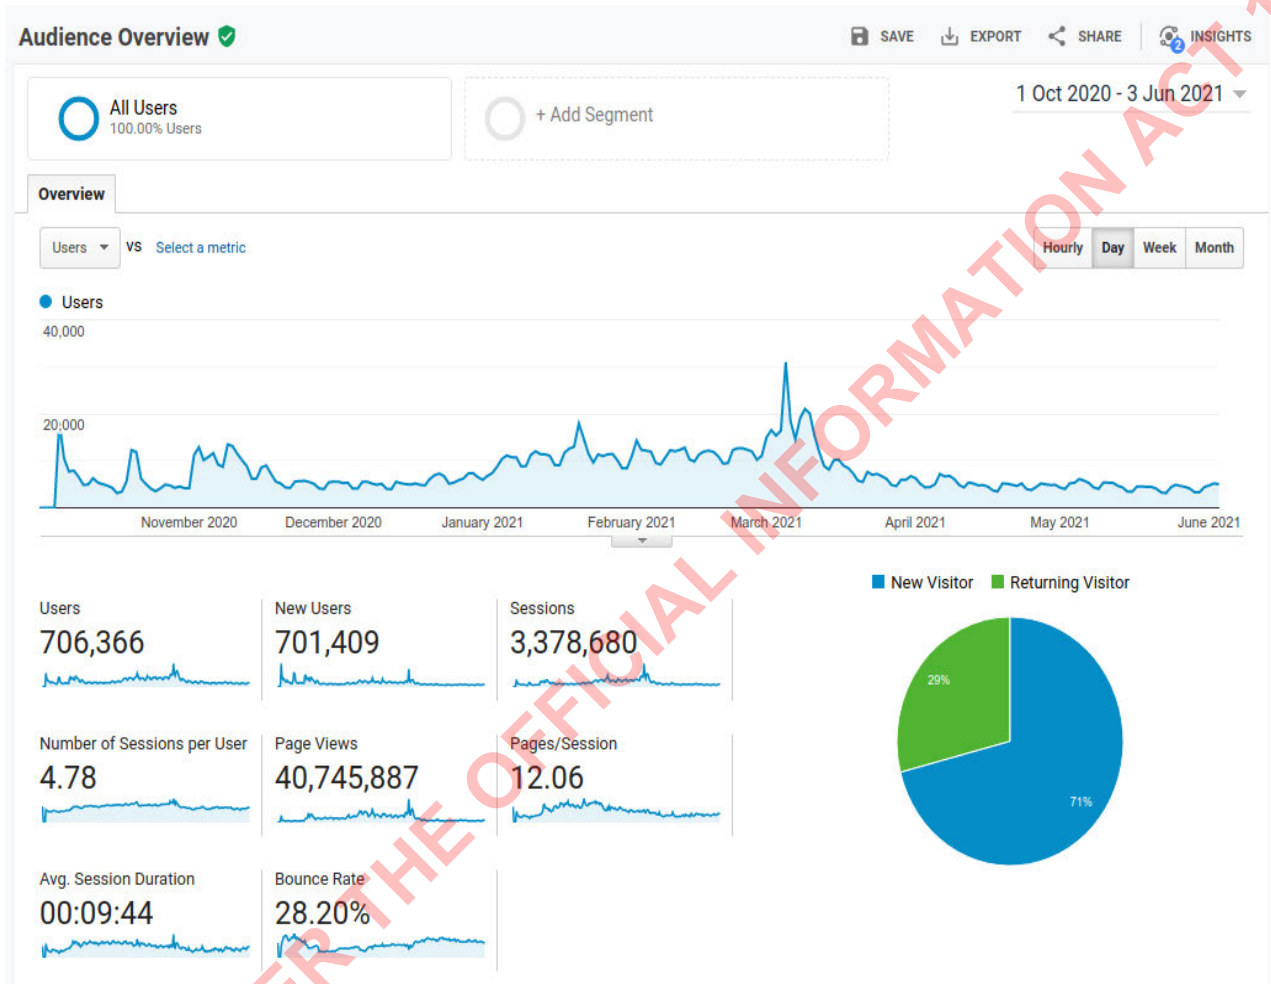 Audience Overview
SAVE EXPORT SHARE 2 INSIGHTS
All Users
100.00% Users
+ Add Segment
1 Oct 2020 - 3 Jun 2021
Overview
Users VS Select a metric
Hourly Day Week Month
Users
40,000
20,000
November 2020 December 2020 January 2021 February 2021 March 2021 April 2021 May 2021 June 2021
New Visitor Returning Visitor
Users New Users Sessions
706,366 701,409 3,378,680
29%
Number of Sessions per User Page Views Pages/Session
4.78 40,745,887 12.06
71%
Avg. Session Duration Bounce Rate
00:09:44 28.20%
ER THE OFFICIAL INFORMATION ACT 1